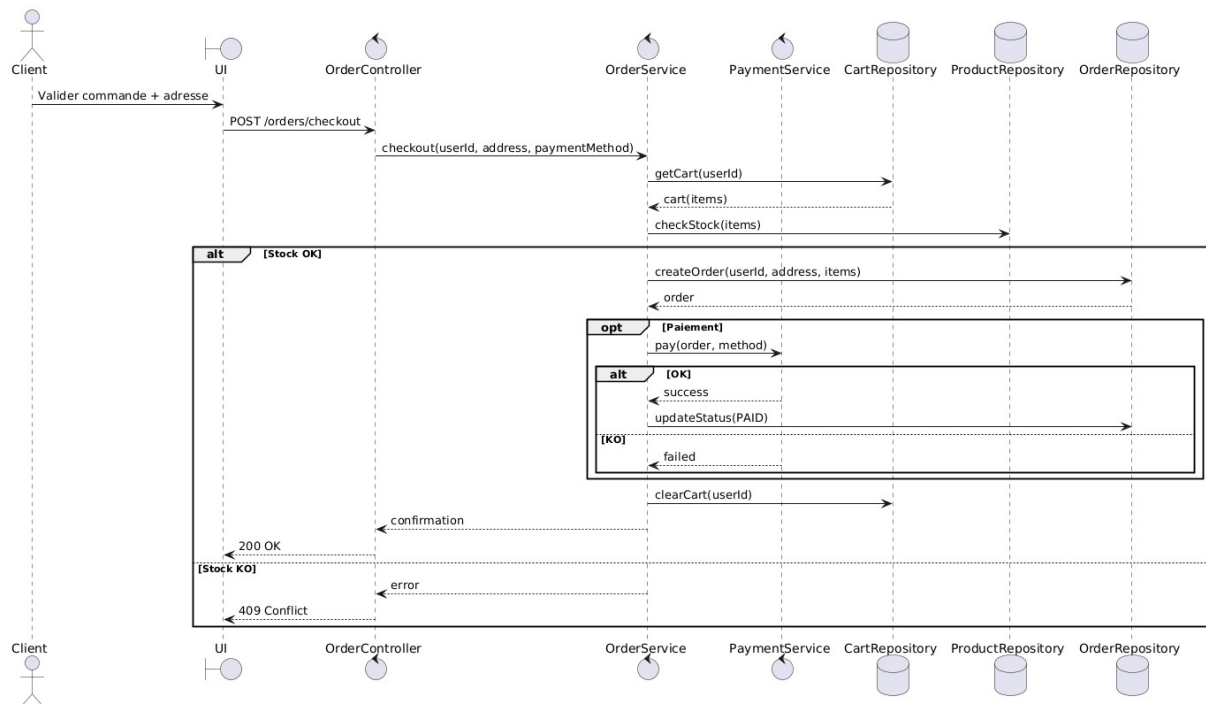 Client
UI
OrderController
OrderService
PaymentService
CartRepository
ProductRepository
OrderRepository
Valider commande + adresse
POST /orders/checkout
checkout(userId, address, paymentMethod)
getCart(userId)
cart(items)
checkStock(items)
alt [Stock OK]
createOrder(userId, address, items)
order
opt [Paiement]
pay(order, method)
alt [OK]
success
updateStatus(PAID)
[KO]
failed
clearCart(userId)
confirmation
200 OK
[Stock KO]
error
409 Conflict
Client
UI
OrderController
OrderService
PaymentService
CartRepository
ProductRepository
OrderRepository